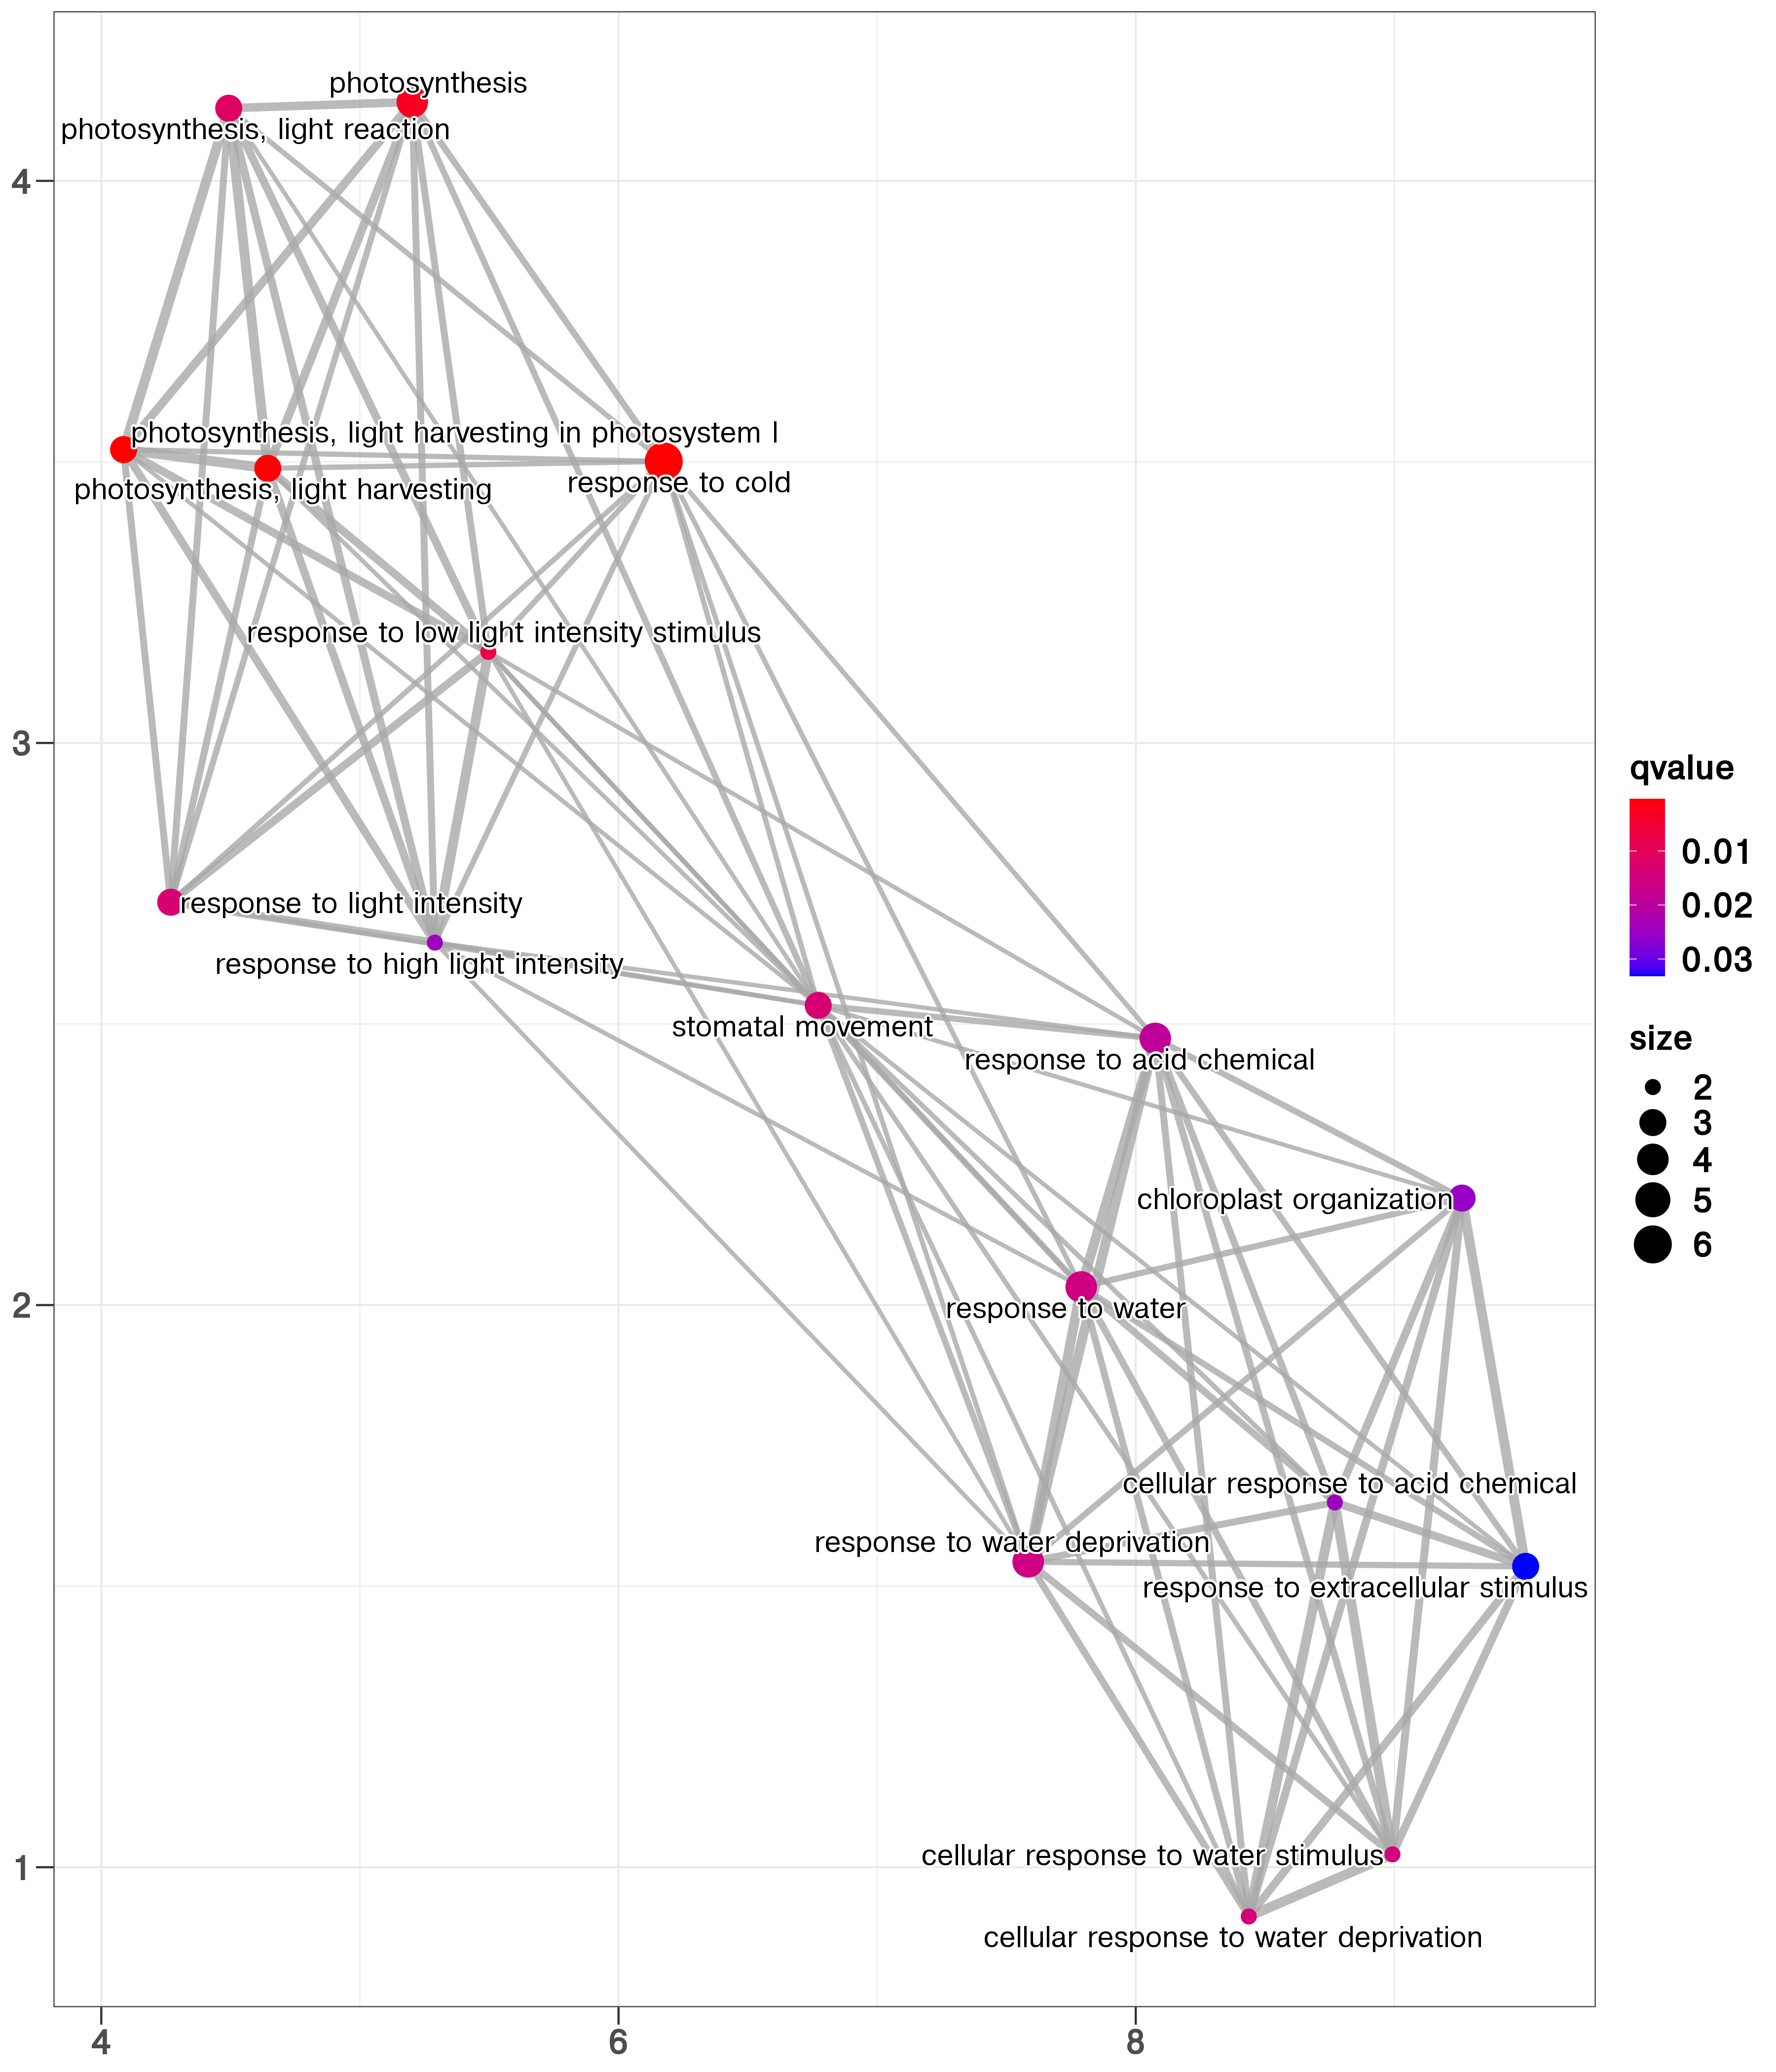 photosynthesis
photosynthesis, light reaction
4
photosynthesis, light harvesting in photosystem I
response to cold
photosynthesis, light harvesting
response to low light intensity stimulus
3
response to light intensity
response to high light intensity
stomatal movement
response to acid chemical
chloroplast organization
2
response to water
cellular response to acid chemical
response to water deprivation
response to extracellular stimulus
1
cellular response to water stimulus
cellular response to water deprivation
4
6
8
qvalue
0.01
0.02
0.03
size
2
3
4
5
6